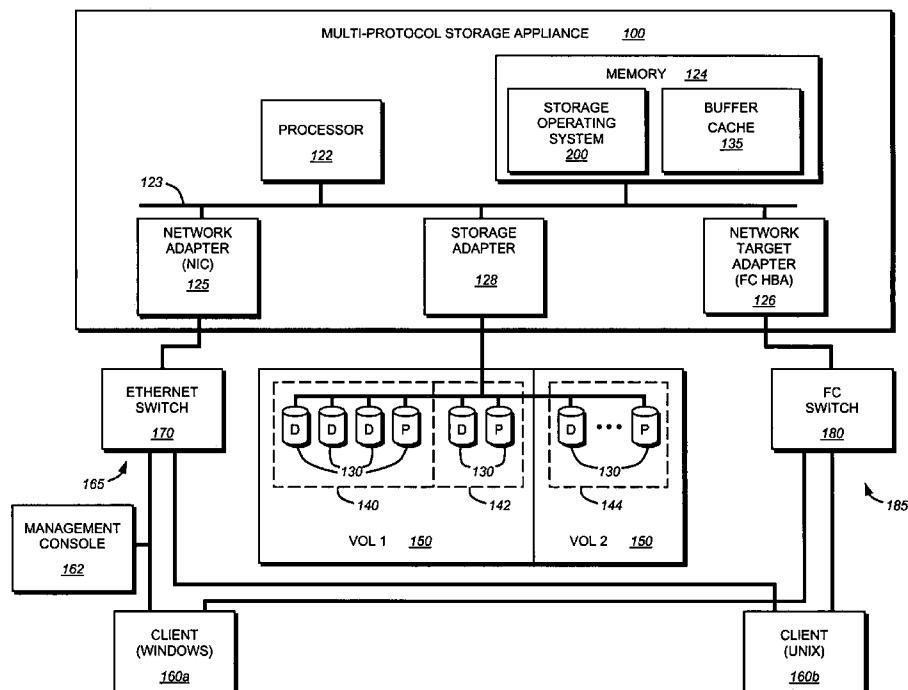 MULTI-PROTOCOL STORAGE APPLIANCE 100
MEMORY 124
STORAGE
OPERATING
SYSTEM
200
BUFFER
CACHE
135
PROCESSOR
122
123
NETWORK
ADAPTER
(NIC)
125
STORAGE
ADAPTER
128
NETWORK
TARGET
ADAPTER
(FC HBA)
126
ETHERNET
SWITCH
170
165
D D D P D P D ••• P
130 130 130
140 142 144
VOL 1 150 VOL 2 150
FC
SWITCH
180
185
MANAGEMENT
CONSOLE
162
CLIENT
(WINDOWS)
160a
CLIENT
(UNIX)
160b